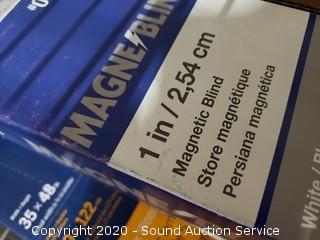 MAGNE BLIN
1 in / 2,54 cm
Magnetic Blind
Store magnétique
Persiana magnética
White / Bl
35 x 48
122
Copyright 2020 - Sound Auction Service